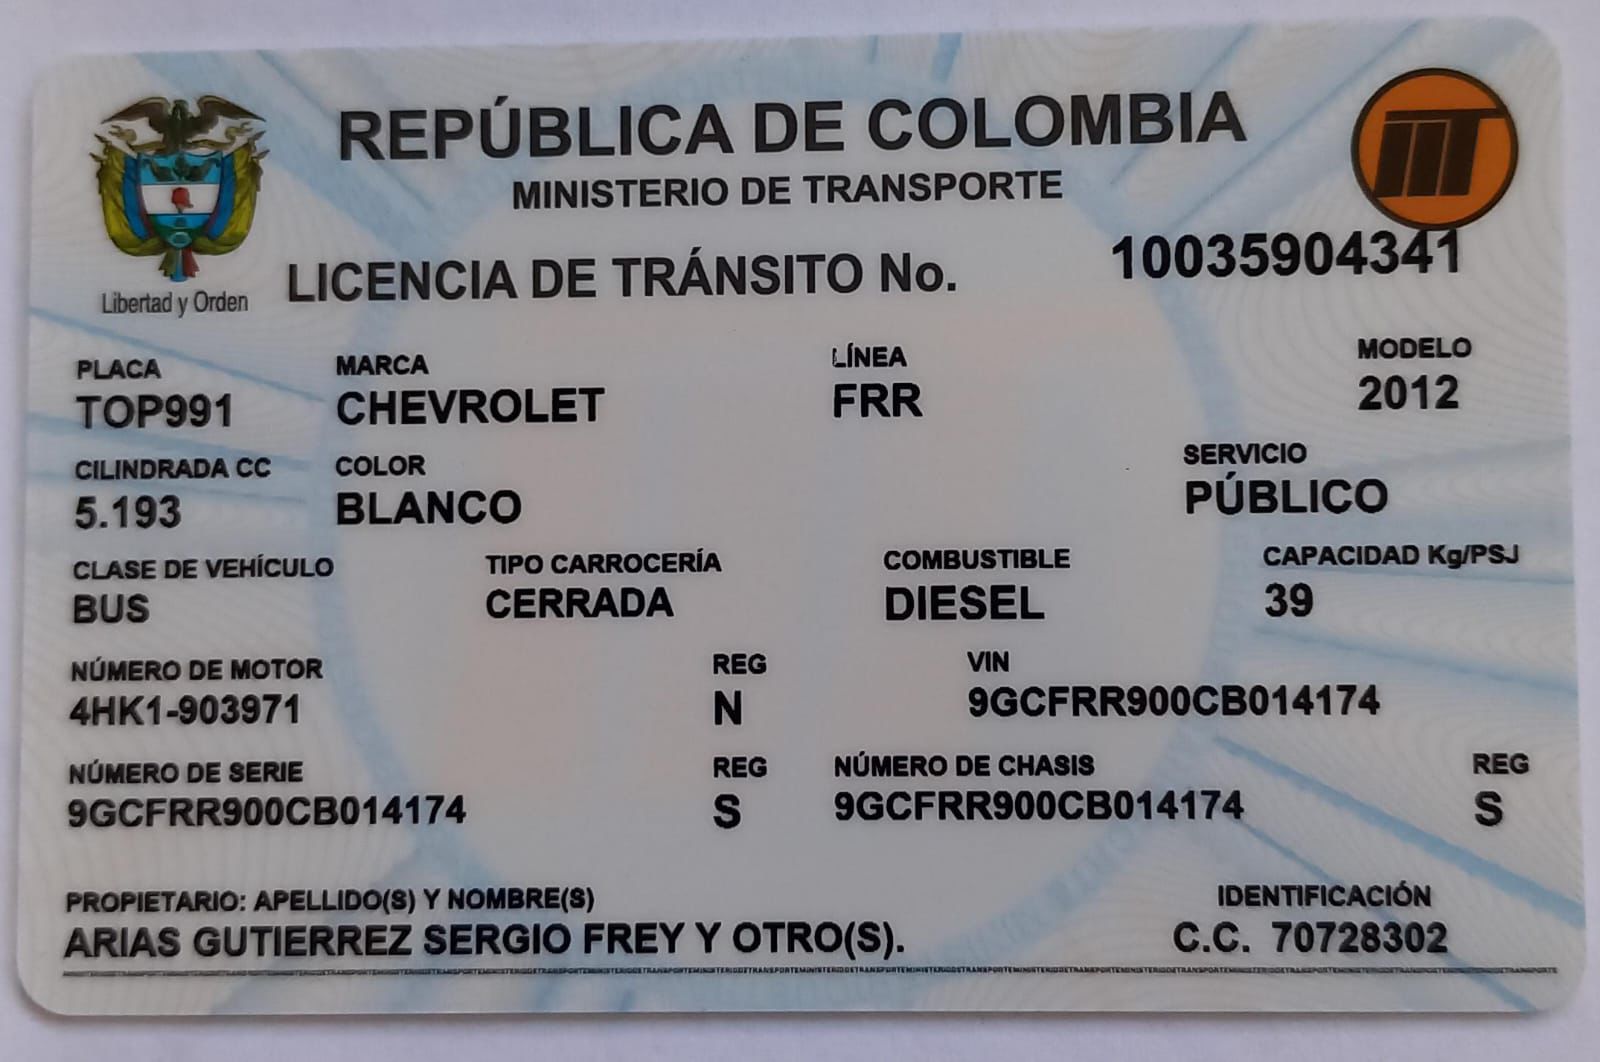 REPÚBLICA DE COLOMBIA
MINISTERIO DE TRANSPORTE
Libertad y Orden
LICENCIA DE TRÁNSITO No. 10035904341
PLACA MARCA LÍNEA MODELO
TOP991 CHEVROLET FRR 2012
CILINDRADA CC COLOR SERVICIO
5.193 BLANCO PÚBLICO
CLASE DE VEHÍCULO TIPO CARROCERÍA COMBUSTIBLE CAPACIDAD Kg/PSJ
BUS CERRADA DIESEL 39
NÚMERO DE MOTOR REG VIN
4HK1-903971 N 9GCFRR900CB014174
NÚMERO DE SERIE REG NÚMERO DE CHASIS REG
9GCFRR900CB014174 S 9GCFRR900CB014174 S
PROPIETARIO: APELLIDO(S) Y NOMBRE(S) IDENTIFICACIÓN
ARIAS GUTIERREZ SERGIO FREY Y OTRO(S). C.C. 70728302